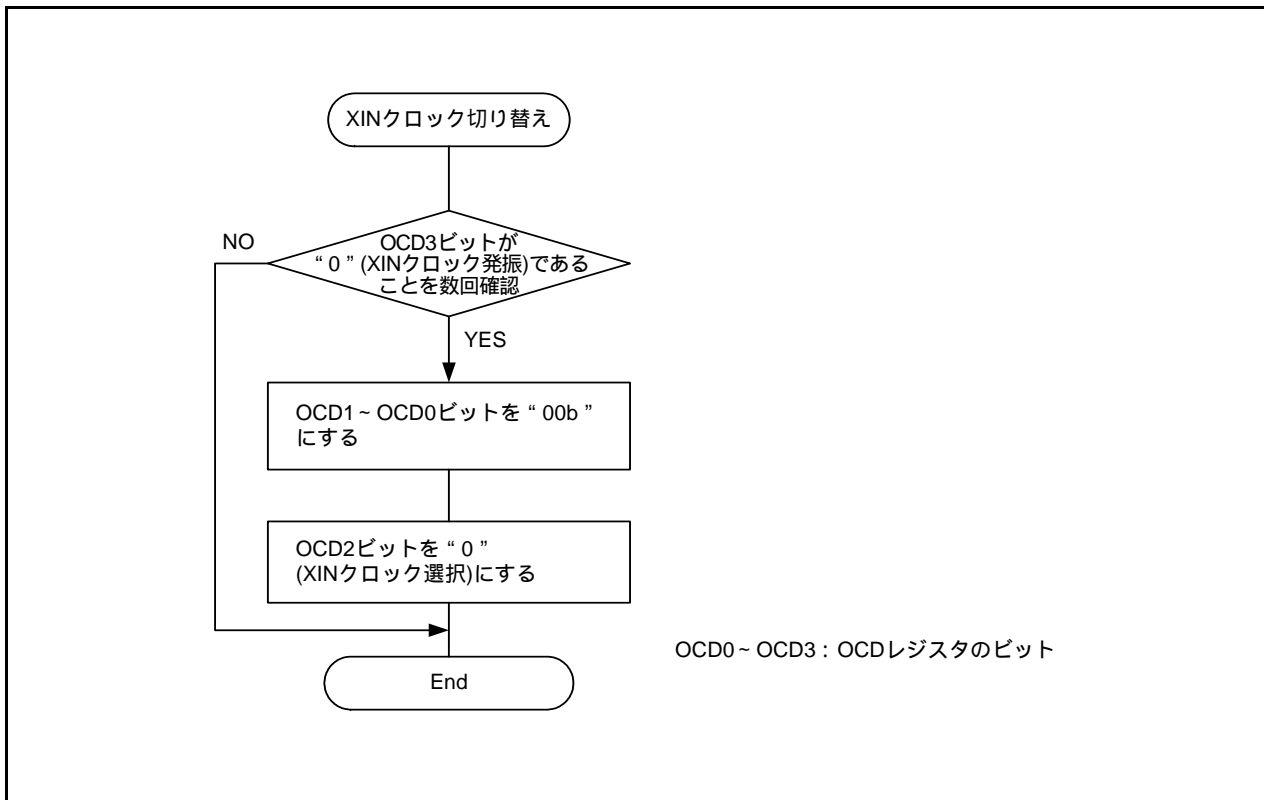 XINクロック切り替え
OCD3ビットが
“ 0 ” (XINクロック発振)である
ことを数回確認
NO
YES
OCD1 ~ OCD0ビットを “ 00b ”
にする
OCD2ビットを “ 0 ”
(XINクロック選択)にする
OCD0 ~ OCD3 : OCDレジスタのビット
End